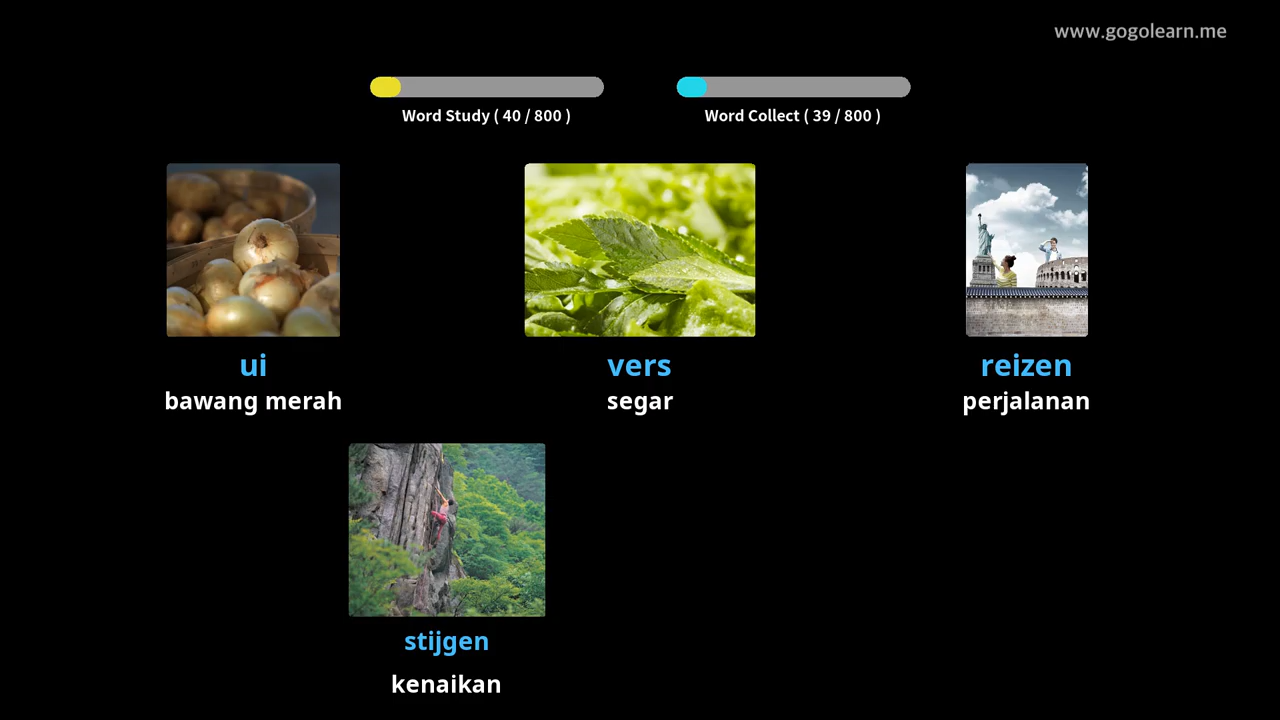 www.gogolearn.me
Word Study ( 40 / 800 )
Word Collect ( 39 / 800 )
ui
bawang merah
vers
segar
reizen
perjalanan
stijgen
kenaikan